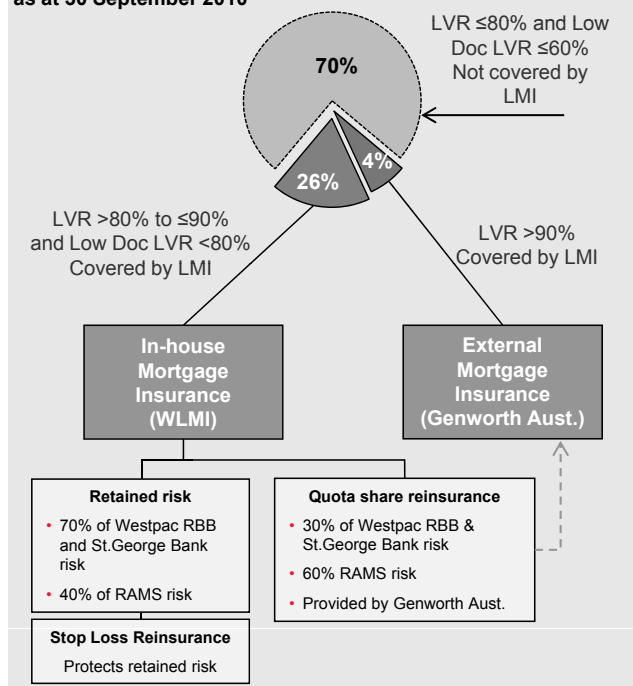 as at 30 September 2010
LVR ≤80% and Low
Doc LVR ≤60%
Not covered by
LMI
70%
4%
26%
LVR >80% to ≤90%
and Low Doc LVR <80%
Covered by LMI
LVR >90%
Covered by LMI
In-house
Mortgage
Insurance
(WLMI)
External
Mortgage
Insurance
(Genworth Aust.)
Retained risk
• 70% of Westpac RBB
and St.George Bank
risk
• 40% of RAMS risk
Quota share reinsurance
• 30% of Westpac RBB &
St.George Bank risk
• 60% RAMS risk
• Provided by Genworth Aust.
Stop Loss Reinsurance
Protects retained risk